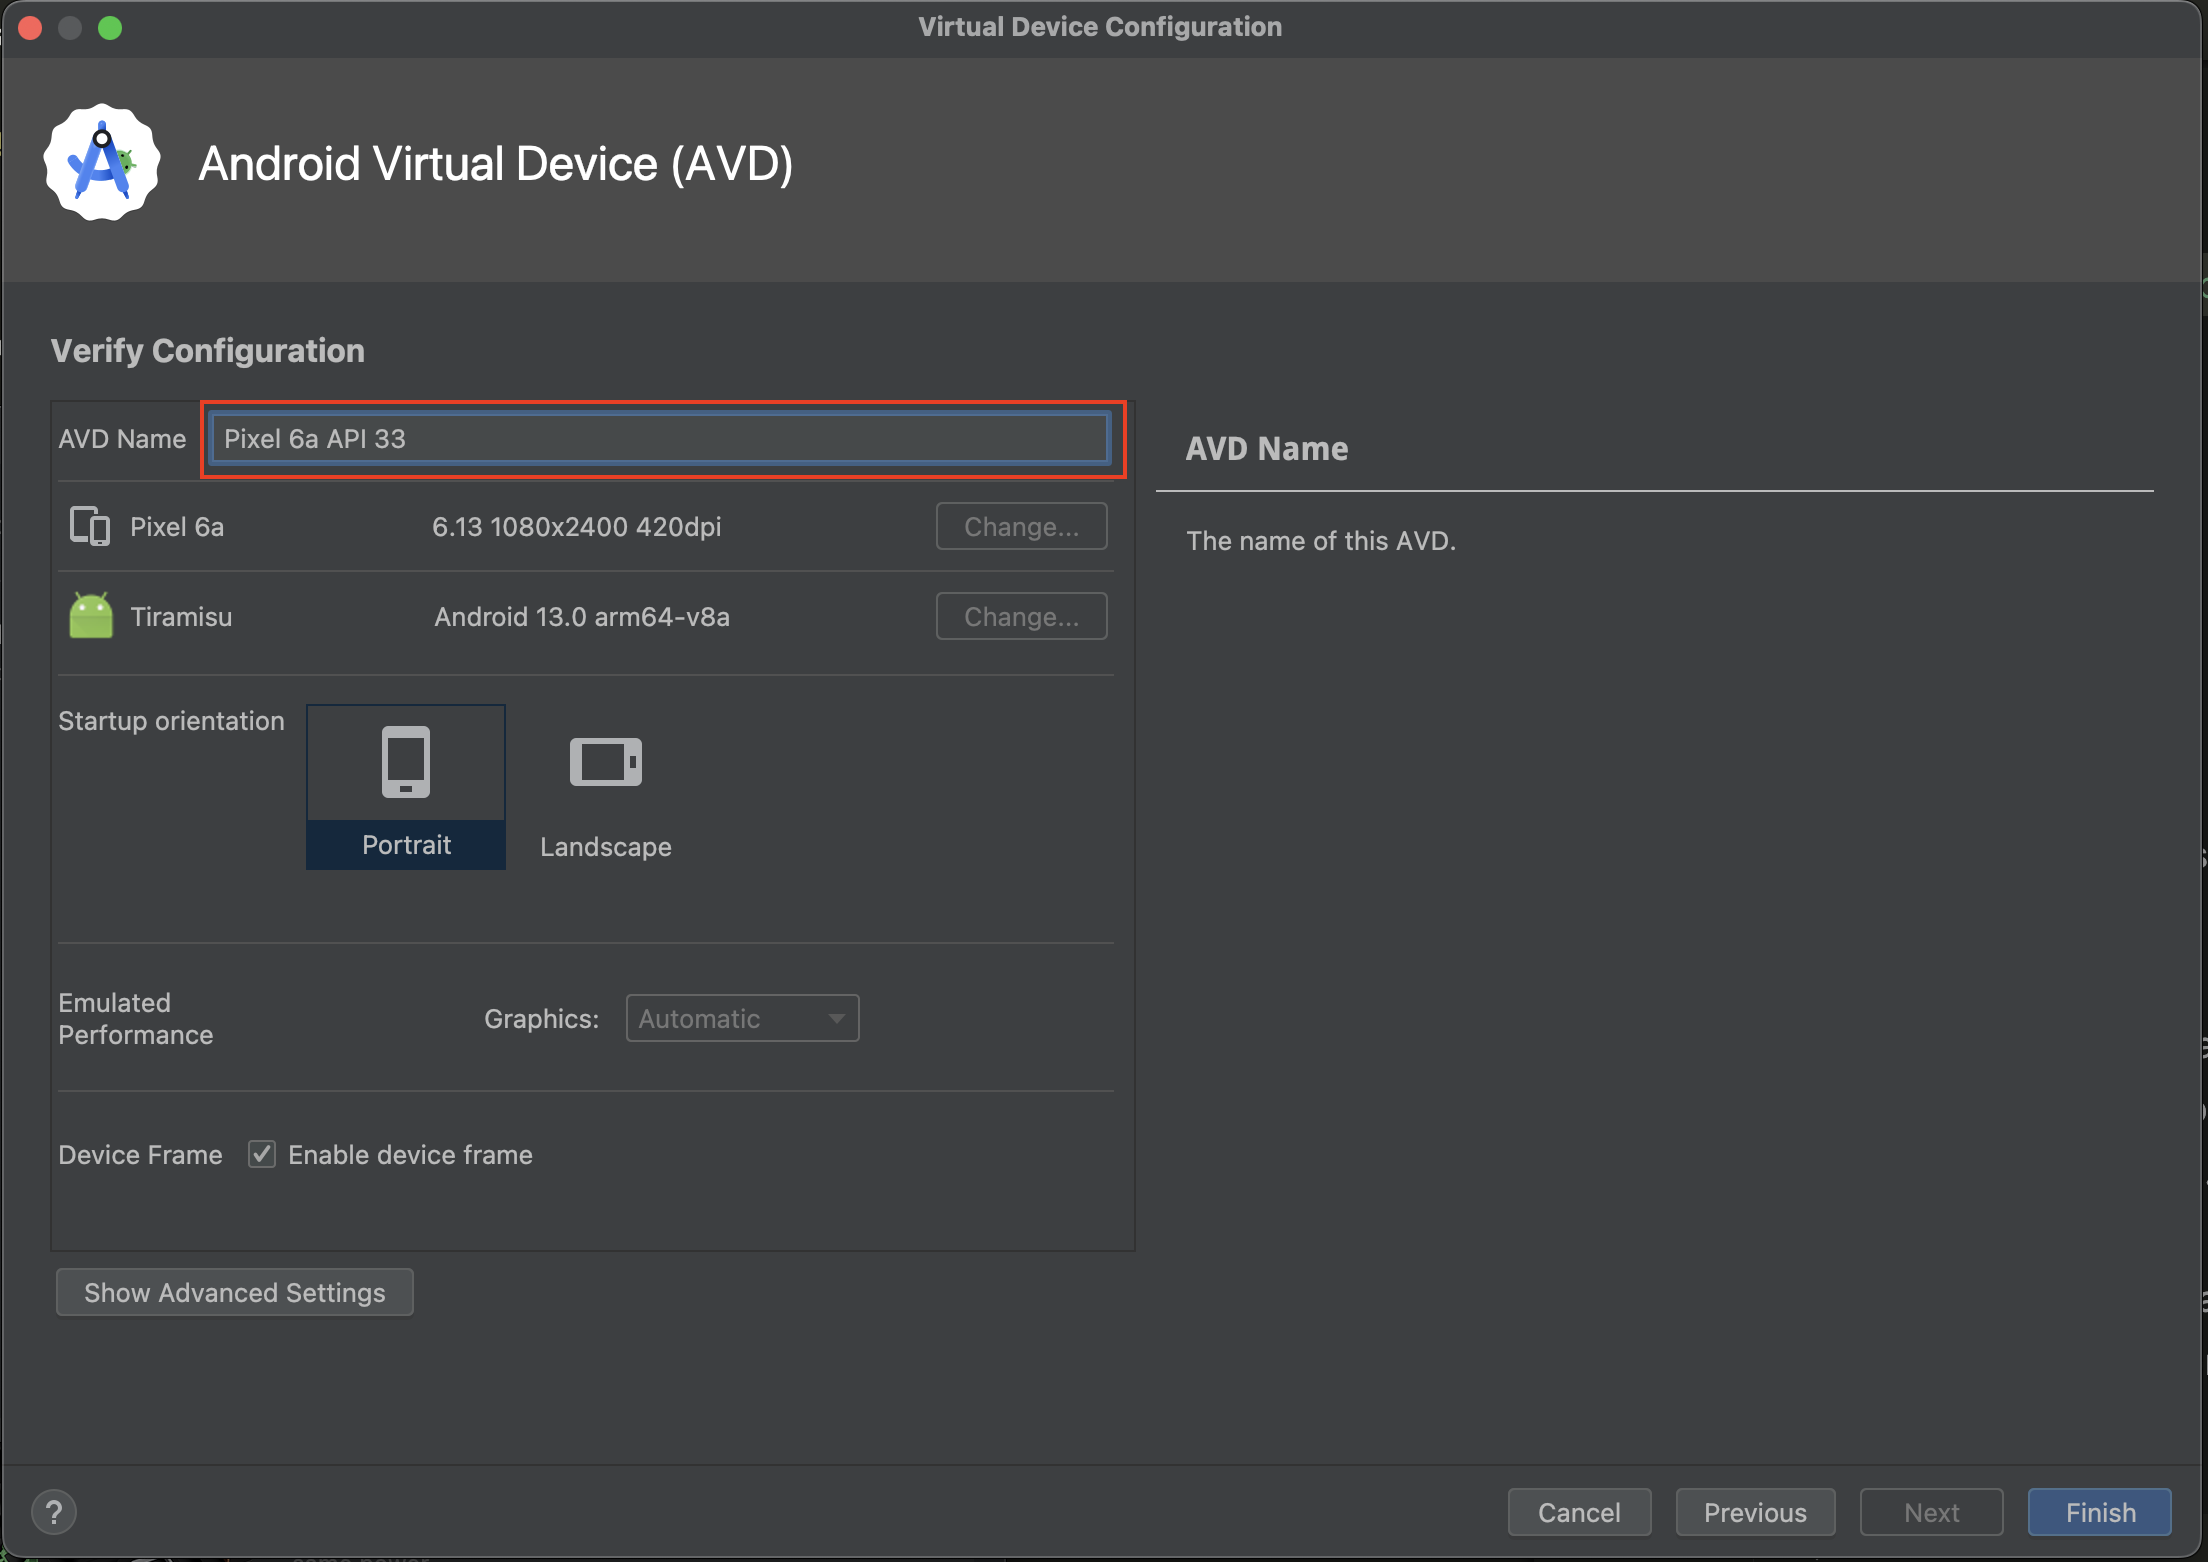 Virtual Device Configuration
Android Virtual Device (AVD)
Verify Configuration
AVD Name
Pixel 6a API 33
Pixel 6a
6.13 1080x2400 420dpi
Change...
Tiramisu
Android 13.0 arm64-v8a
Change...
Startup orientation
Portrait
Landscape
Emulated
Performance
Graphics:
Automatic
Device Frame
Enable device frame
Show Advanced Settings
AVD Name
The name of this AVD.
?
Cancel
Previous
Next
Finish